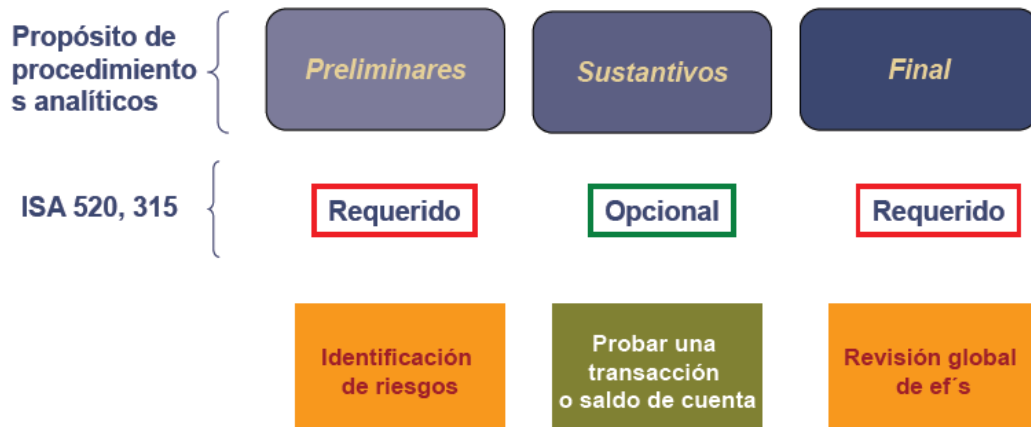 Propósito de
procedimiento
s analíticos
Preliminares
Sustantivos
Final
ISA 520, 315
Requerido
Opcional
Requerido
Identificación
de riesgos
Probar una
transacción
o saldo de cuenta
Revisión global
de ef´s